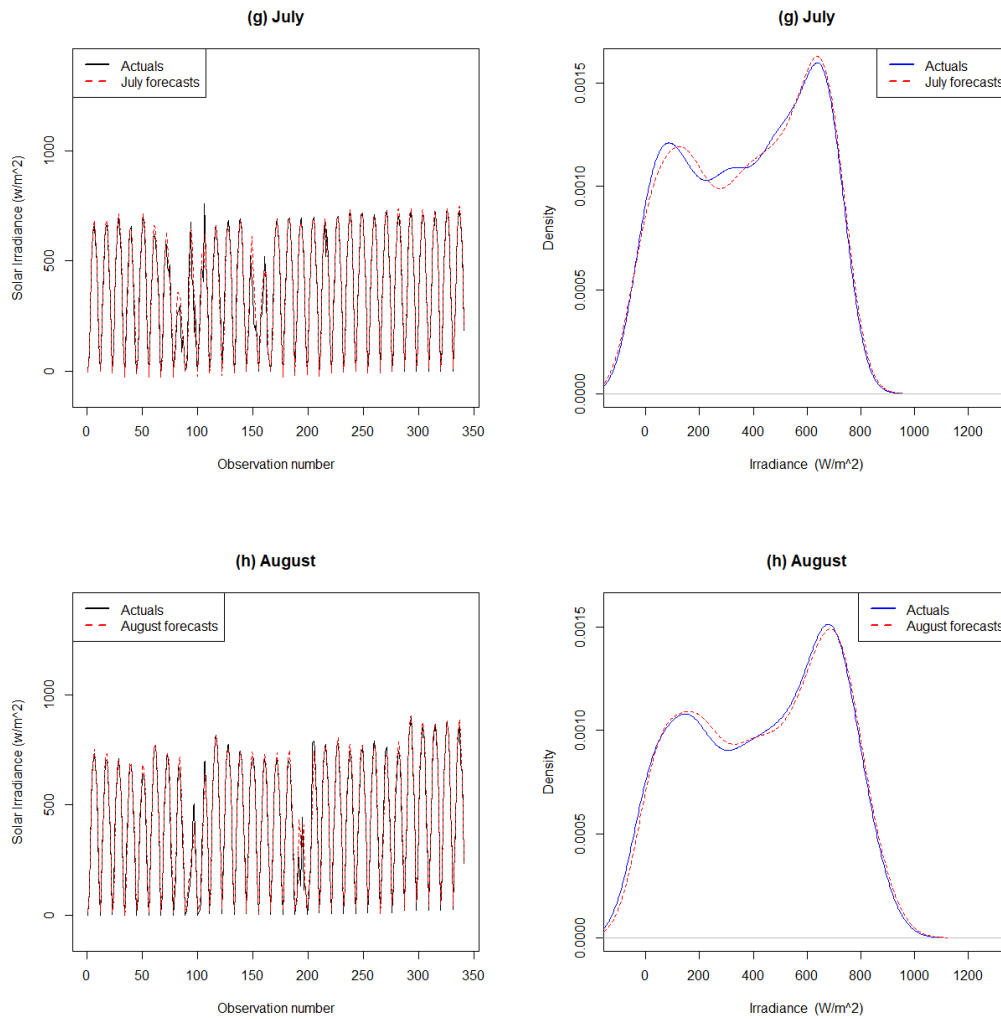 (g) July
Actuals
July forecasts
Solar Irradiance (w/m^2)
0
500
1000
0
50
100
150
200
250
300
350
Observation number
(g) July
Actuals
July forecasts
Density
0.0000
0.0005
0.0010
0.0015
0
200
400
600
800
1000
1200
Irradiance (W/m^2)
(h) August
Actuals
August forecasts
Solar Irradiance (w/m^2)
0
500
1000
0
50
100
150
200
250
300
350
Observation number
(h) August
Actuals
August forecasts
Density
0.0000
0.0005
0.0010
0.0015
0
200
400
600
800
1000
1200
Irradiance (W/m^2)